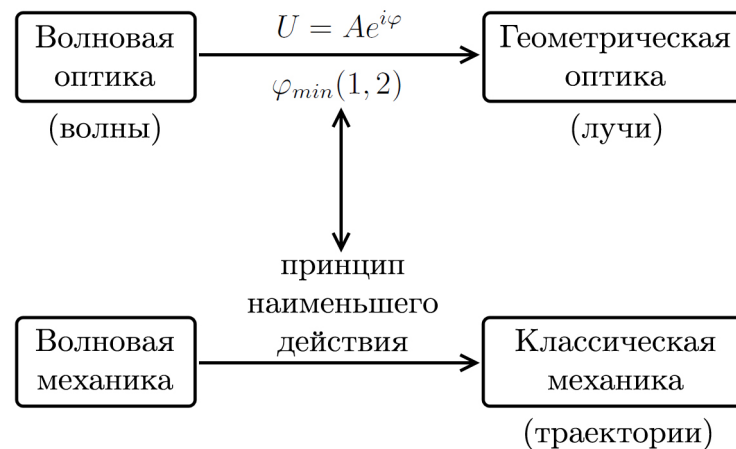 Волновая
оптика
(волны)
U = Ae^{iφ}
φ_{min}(1, 2)
Геометрическая
оптика
(лучи)
принцип
наименьшего
действия
Волновая
механика
Классическая
механика
(траектории)